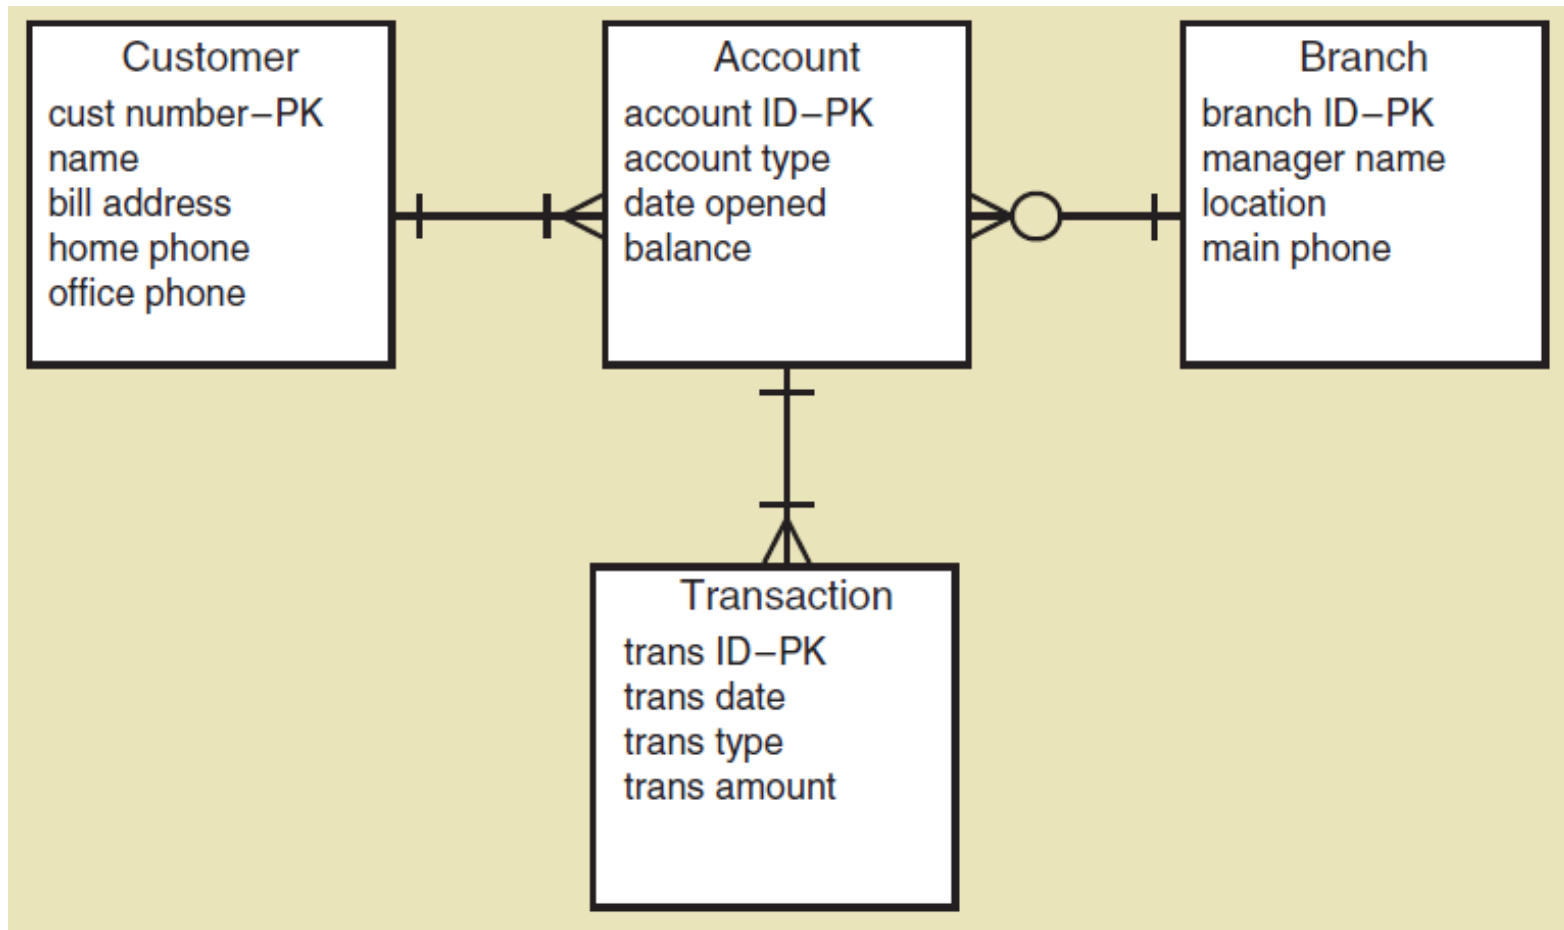 Customer
cust number–PK
name
bill address
home phone
office phone
Account
account ID–PK
account type
date opened
balance
Branch
branch ID–PK
manager name
location
main phone
Transaction
trans ID–PK
trans date
trans type
trans amount